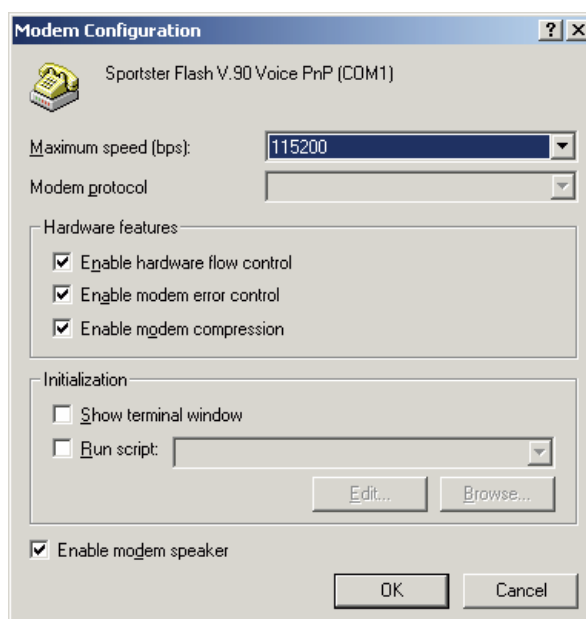 Modem Configuration
Sportster Flash V.90 Voice PnP (COM1)
Maximum speed (bps): 115200
Modem protocol
Hardware features
Enable hardware flow control
Enable modem error control
Enable modem compression
Initialization
Show terminal window
Run script:
Edit... Browse...
Enable modem speaker
OK Cancel